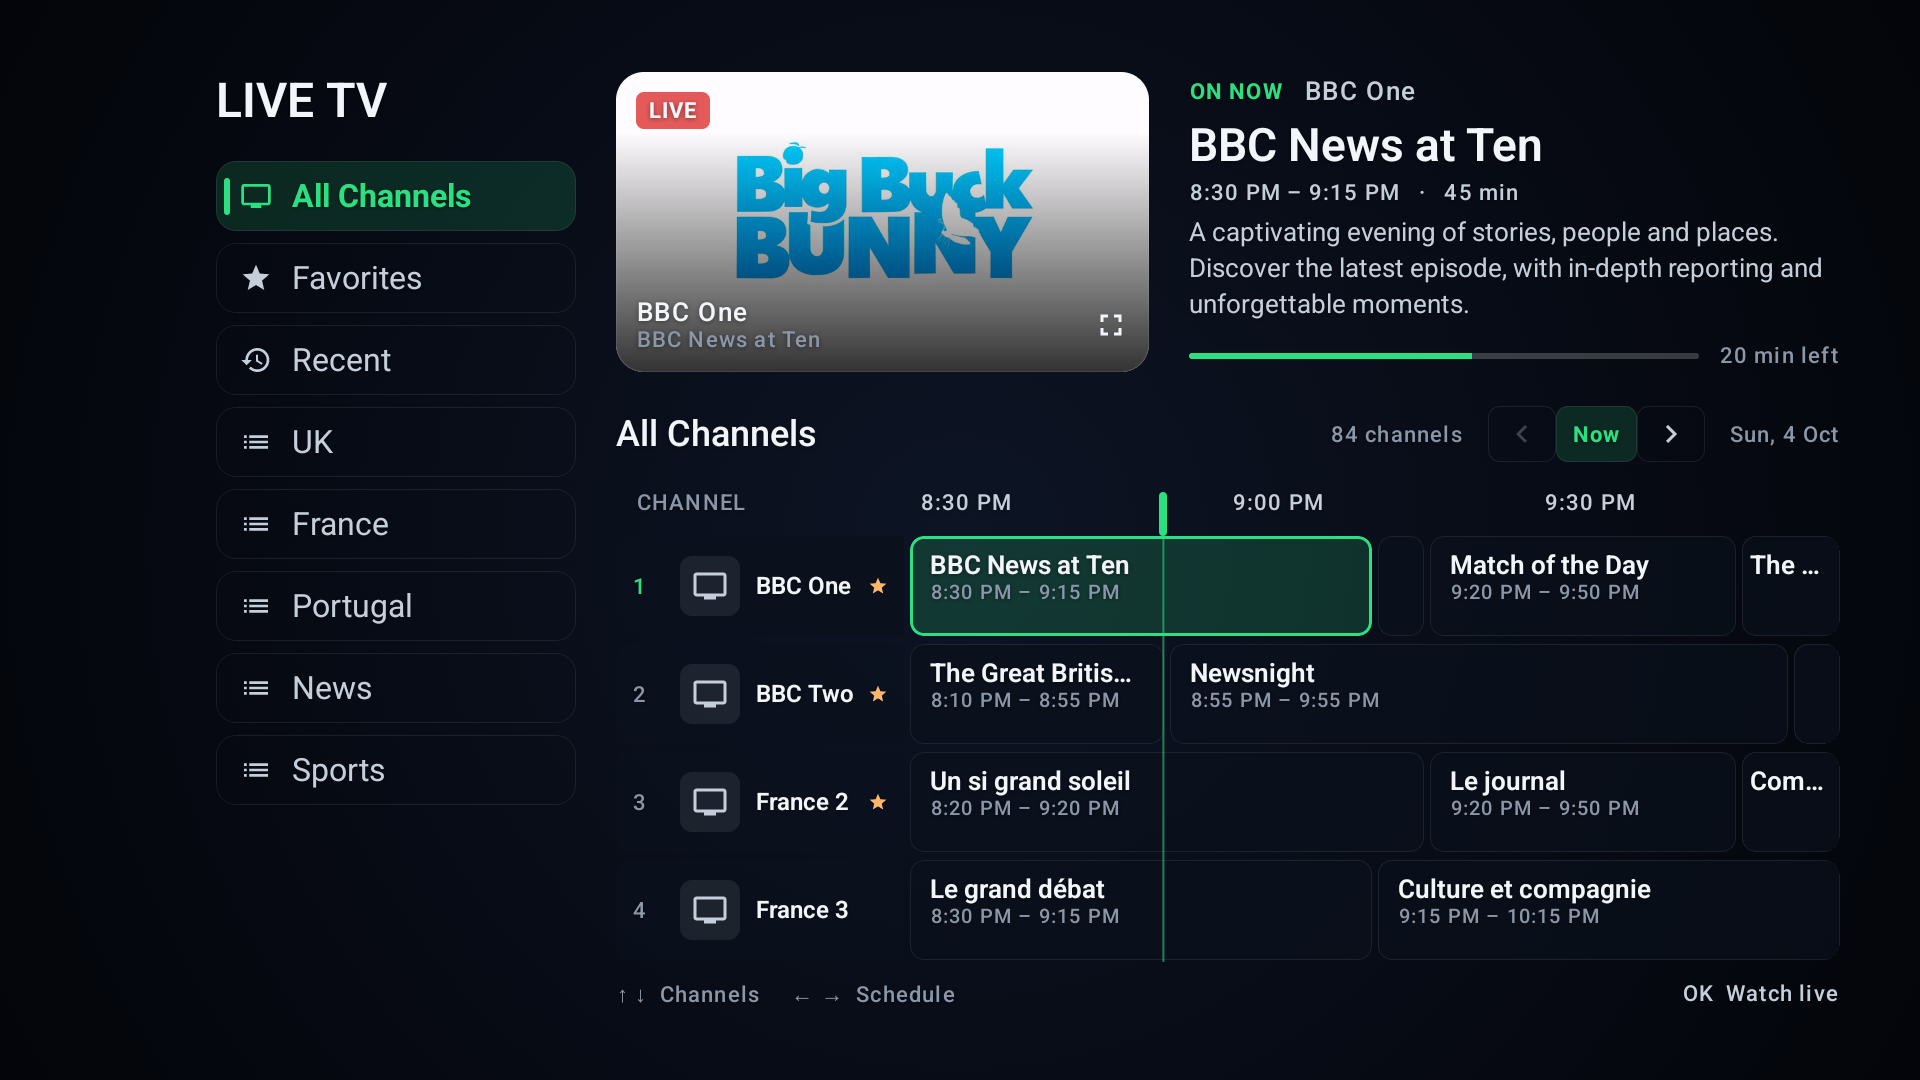 LIVE TV
All Channels
Favorites
Recent
UK
France
Portugal
News
Sports
LIVE
Big Buck
BUNNY
BBC One
BBC News at Ten
ON NOW BBC One
BBC News at Ten
8:30 PM – 9:15 PM · 45 min
A captivating evening of stories, people and places.
Discover the latest episode, with in-depth reporting and
unforgettable moments.
20 min left
All Channels
84 channels
Now
Sun, 4 Oct
CHANNEL 8:30 PM 9:00 PM 9:30 PM
1 BBC One
BBC News at Ten
8:30 PM – 9:15 PM
Match of the Day
9:20 PM – 9:50 PM
The ...
2 BBC Two
The Great Britis...
8:10 PM – 8:55 PM
Newsnight
8:55 PM – 9:55 PM
3 France 2
Un si grand soleil
8:20 PM – 9:20 PM
Le journal
9:20 PM – 9:50 PM
Com...
4 France 3
Le grand débat
8:30 PM – 9:15 PM
Culture et compagnie
9:15 PM – 10:15 PM
↑ ↓ Channels ← → Schedule
OK Watch live